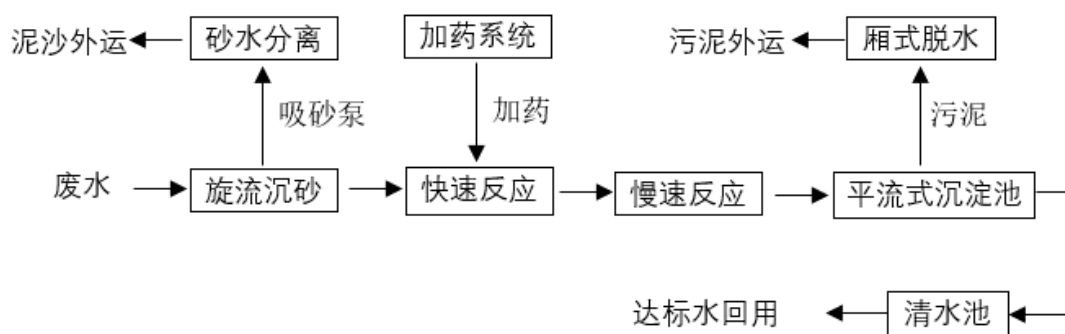 泥沙外运
砂水分离
加药系统
污泥外运
厢式脱水
吸砂泵
加药
污泥
废水
旋流沉砂
快速反应
慢速反应
平流式沉淀池
达标水回用
清水池